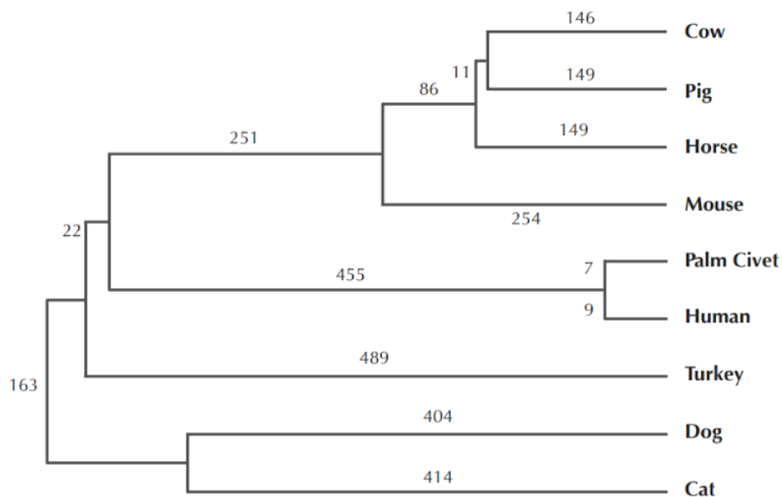 146
Cow
11
149
Pig
86
149
Horse
251
Mouse
254
22
7
Palm Civet
455
9
Human
489
Turkey
163
404
Dog
414
Cat